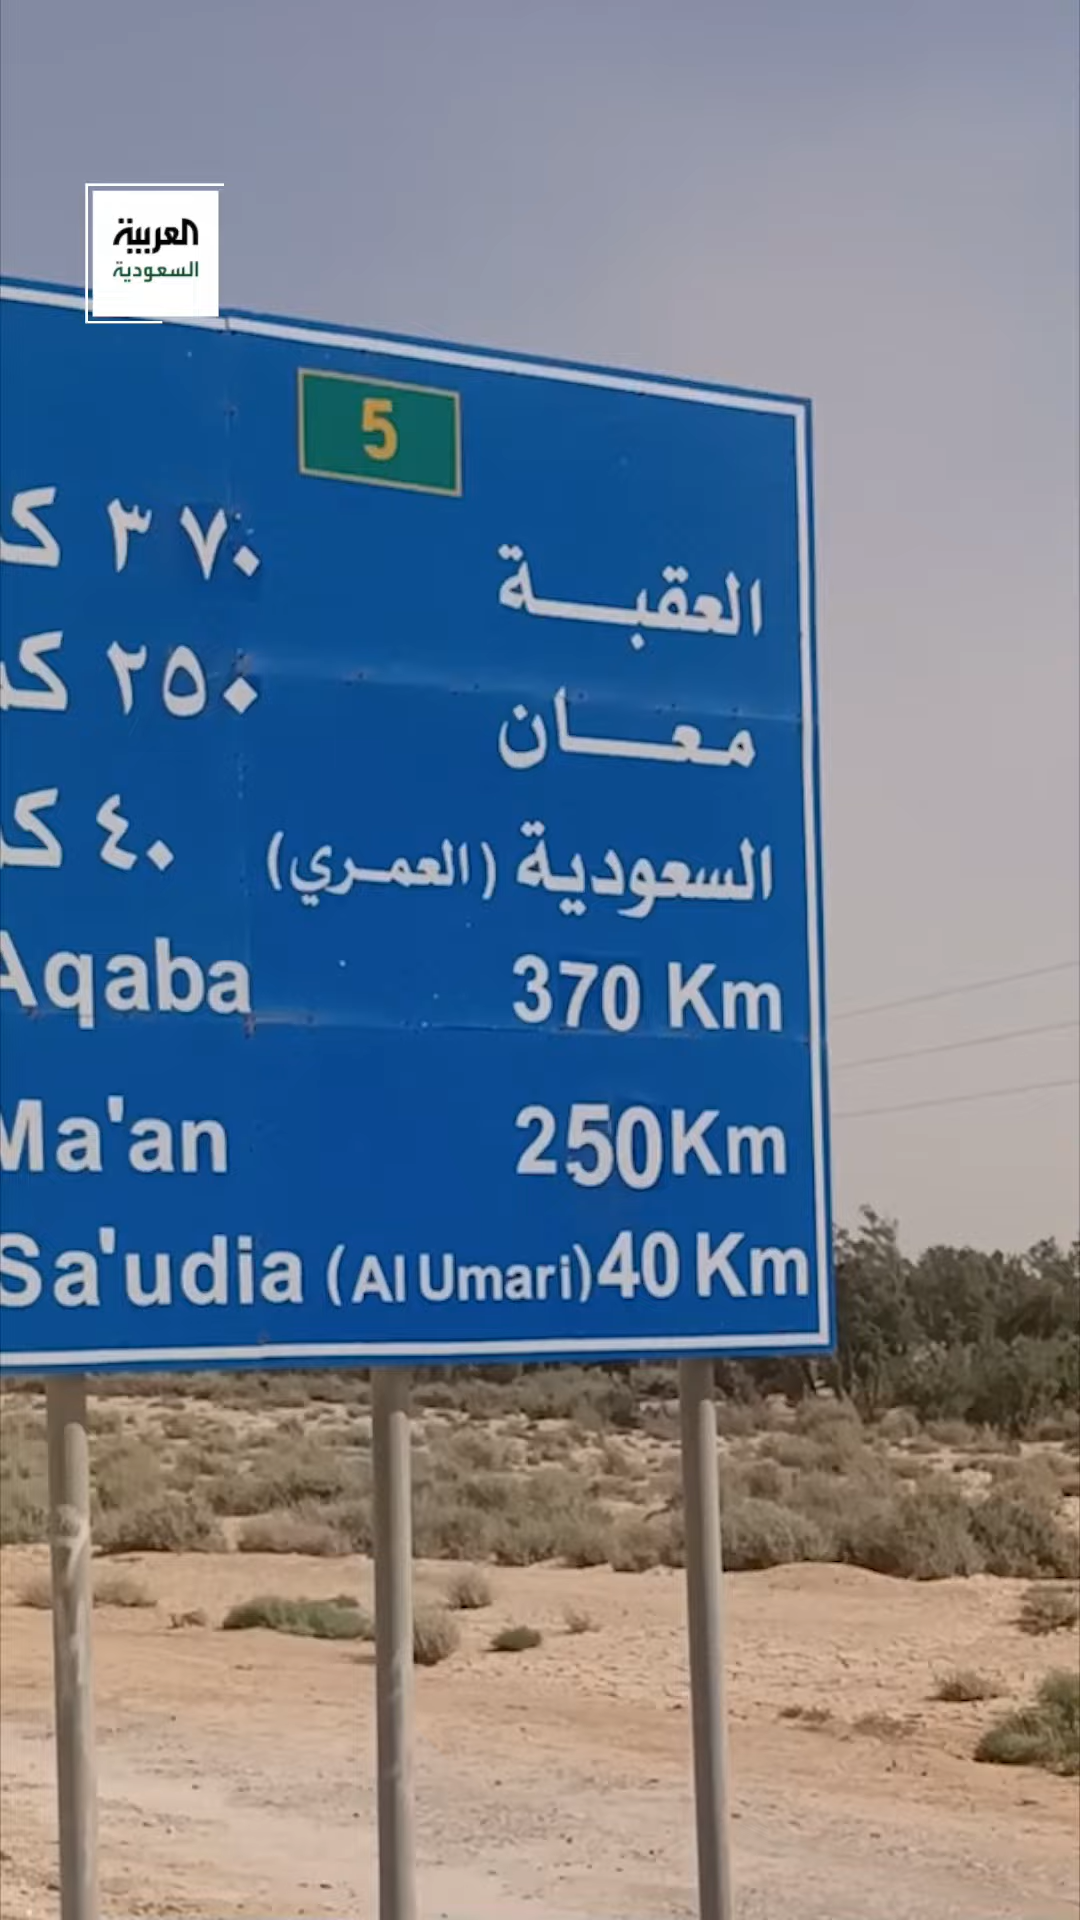 العربية
السعودية
5
العقبة ٣٧٠
معان ٢٥٠
السعودية (العمري) ٤٠
Aqaba 370 Km
Ma'an 250Km
Sa'udia (Al Umari) 40 Km